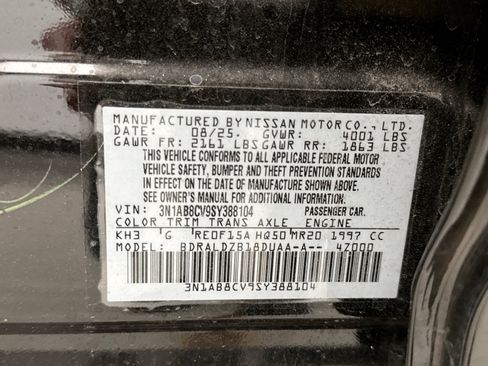 MANUFACTURED BY NISSAN MOTOR CO., LTD.
DATE: 08/25. GVWR: 4001 LBS
GAWR FR: 2161 LBS GAWR RR: 1863 LBS
THIS VEHICLE CONFORMS TO ALL APPLICABLE FEDERAL MOTOR
VEHICLE SAFETY, BUMPER AND THEFT PREVENTION STANDARDS
IN EFFECT ON THE DATE OF MANUFACTURE SHOWN ABOVE.
SEE OWNER'S MANUAL FOR ADDITIONAL INFORMATION.
VIN: 3N1AB8CV9SY388104 PASSENGER CAR.
COLOR TRIM TRANS AXLE ENGINE
KH3 G RE0F15A HQ50 MR20 1997 CC
MODEL: BDRALDZB18DUAA-A-- 4Z000
3N1AB8CV9SY388104